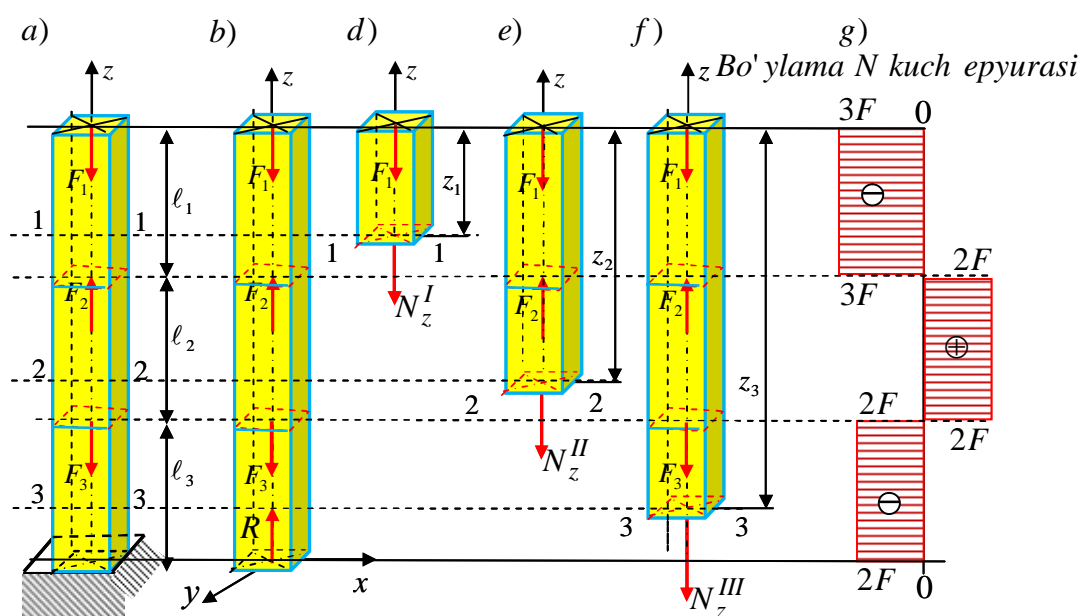 a) b) d) e) f) g)
z z z z z Bo'ylama N kuch epyurasi
3F 0
F₁ F₁ F₁ F₁ F₁
ℓ₁ z₁
1 1 1 1
z₂
2F
F₂ F₂ F₂ F₂ 3F
N_z^I
ℓ₂
2 2 z₃
2 2 2F
2F
N_z^II
F₃ F₃ F₃
ℓ₃
3 3 3 3
R
y x 2F 0
N_z^III